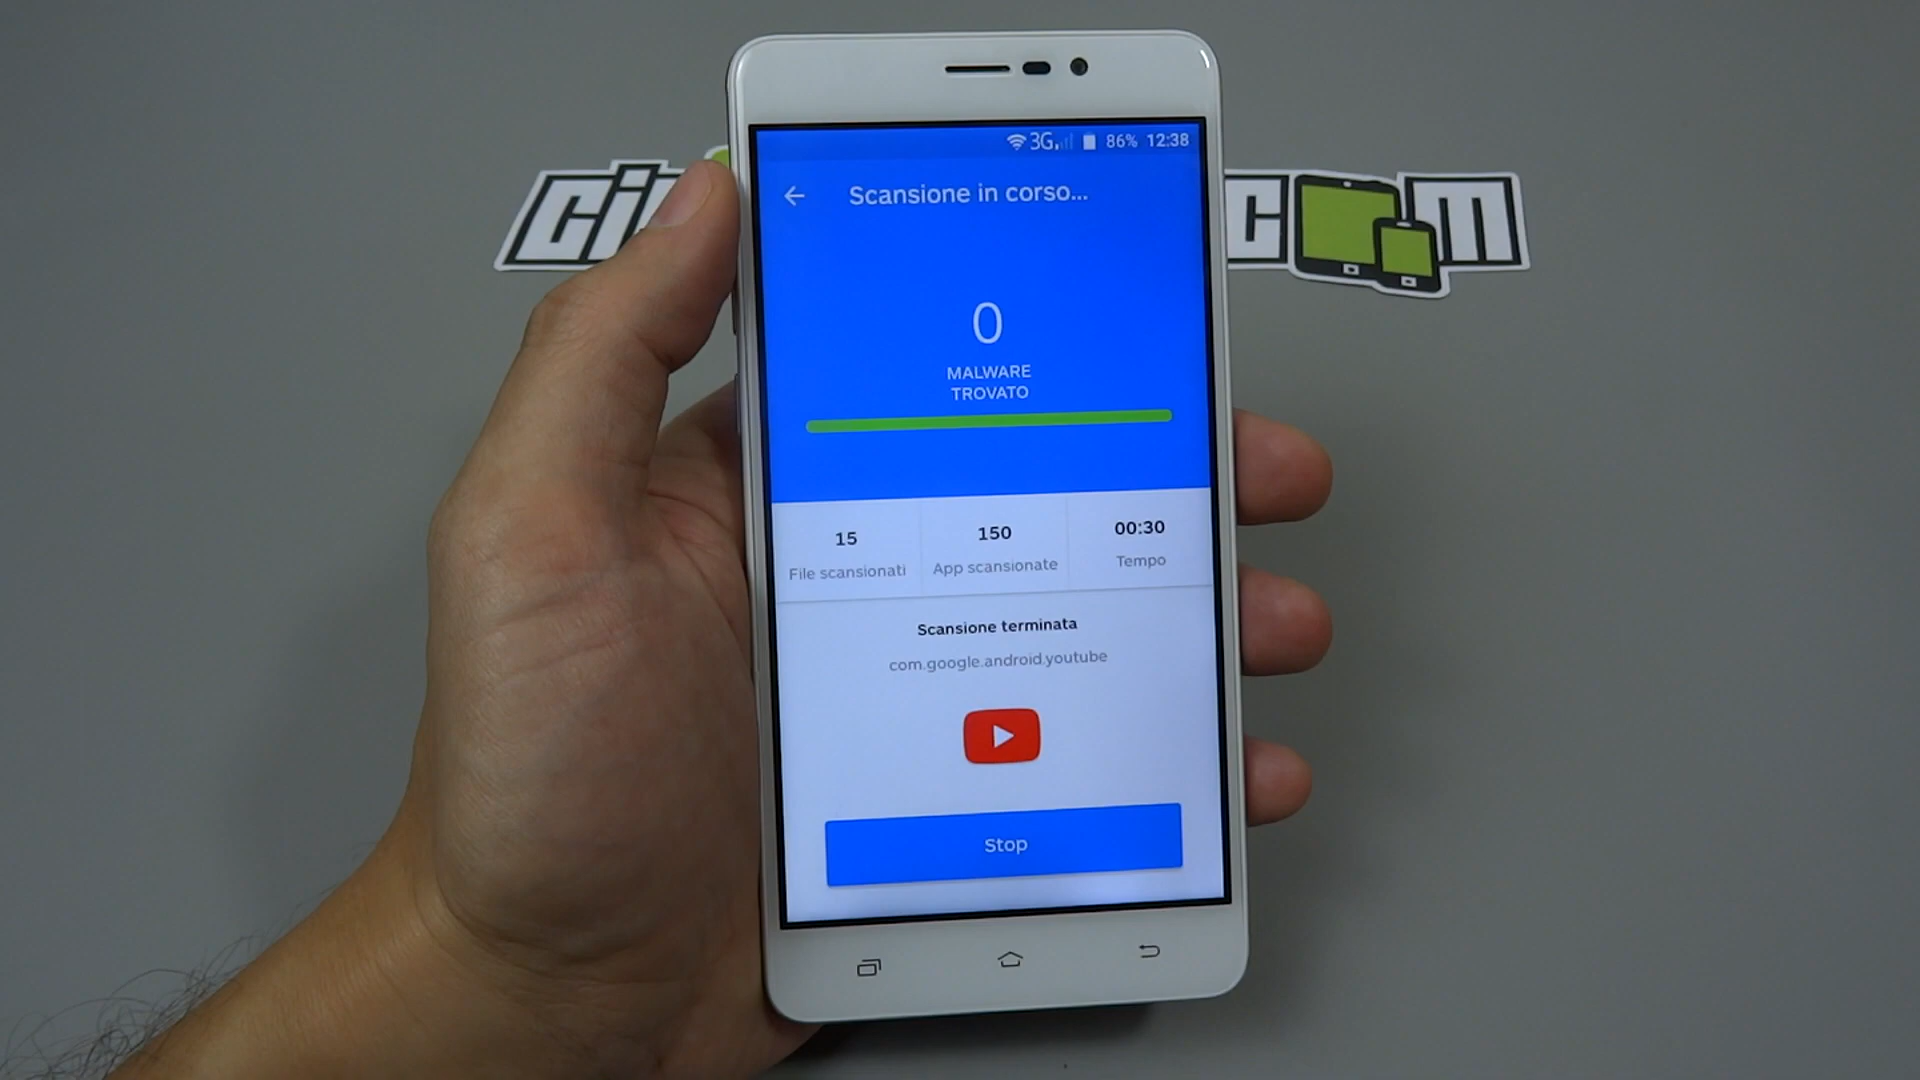 3G 86% 12:38
Scansione in corso...
0
MALWARE
TROVATO
15 150 00:30
File scansionati App scansionate Tempo
Scansione terminata
com.google.android.youtube
Stop